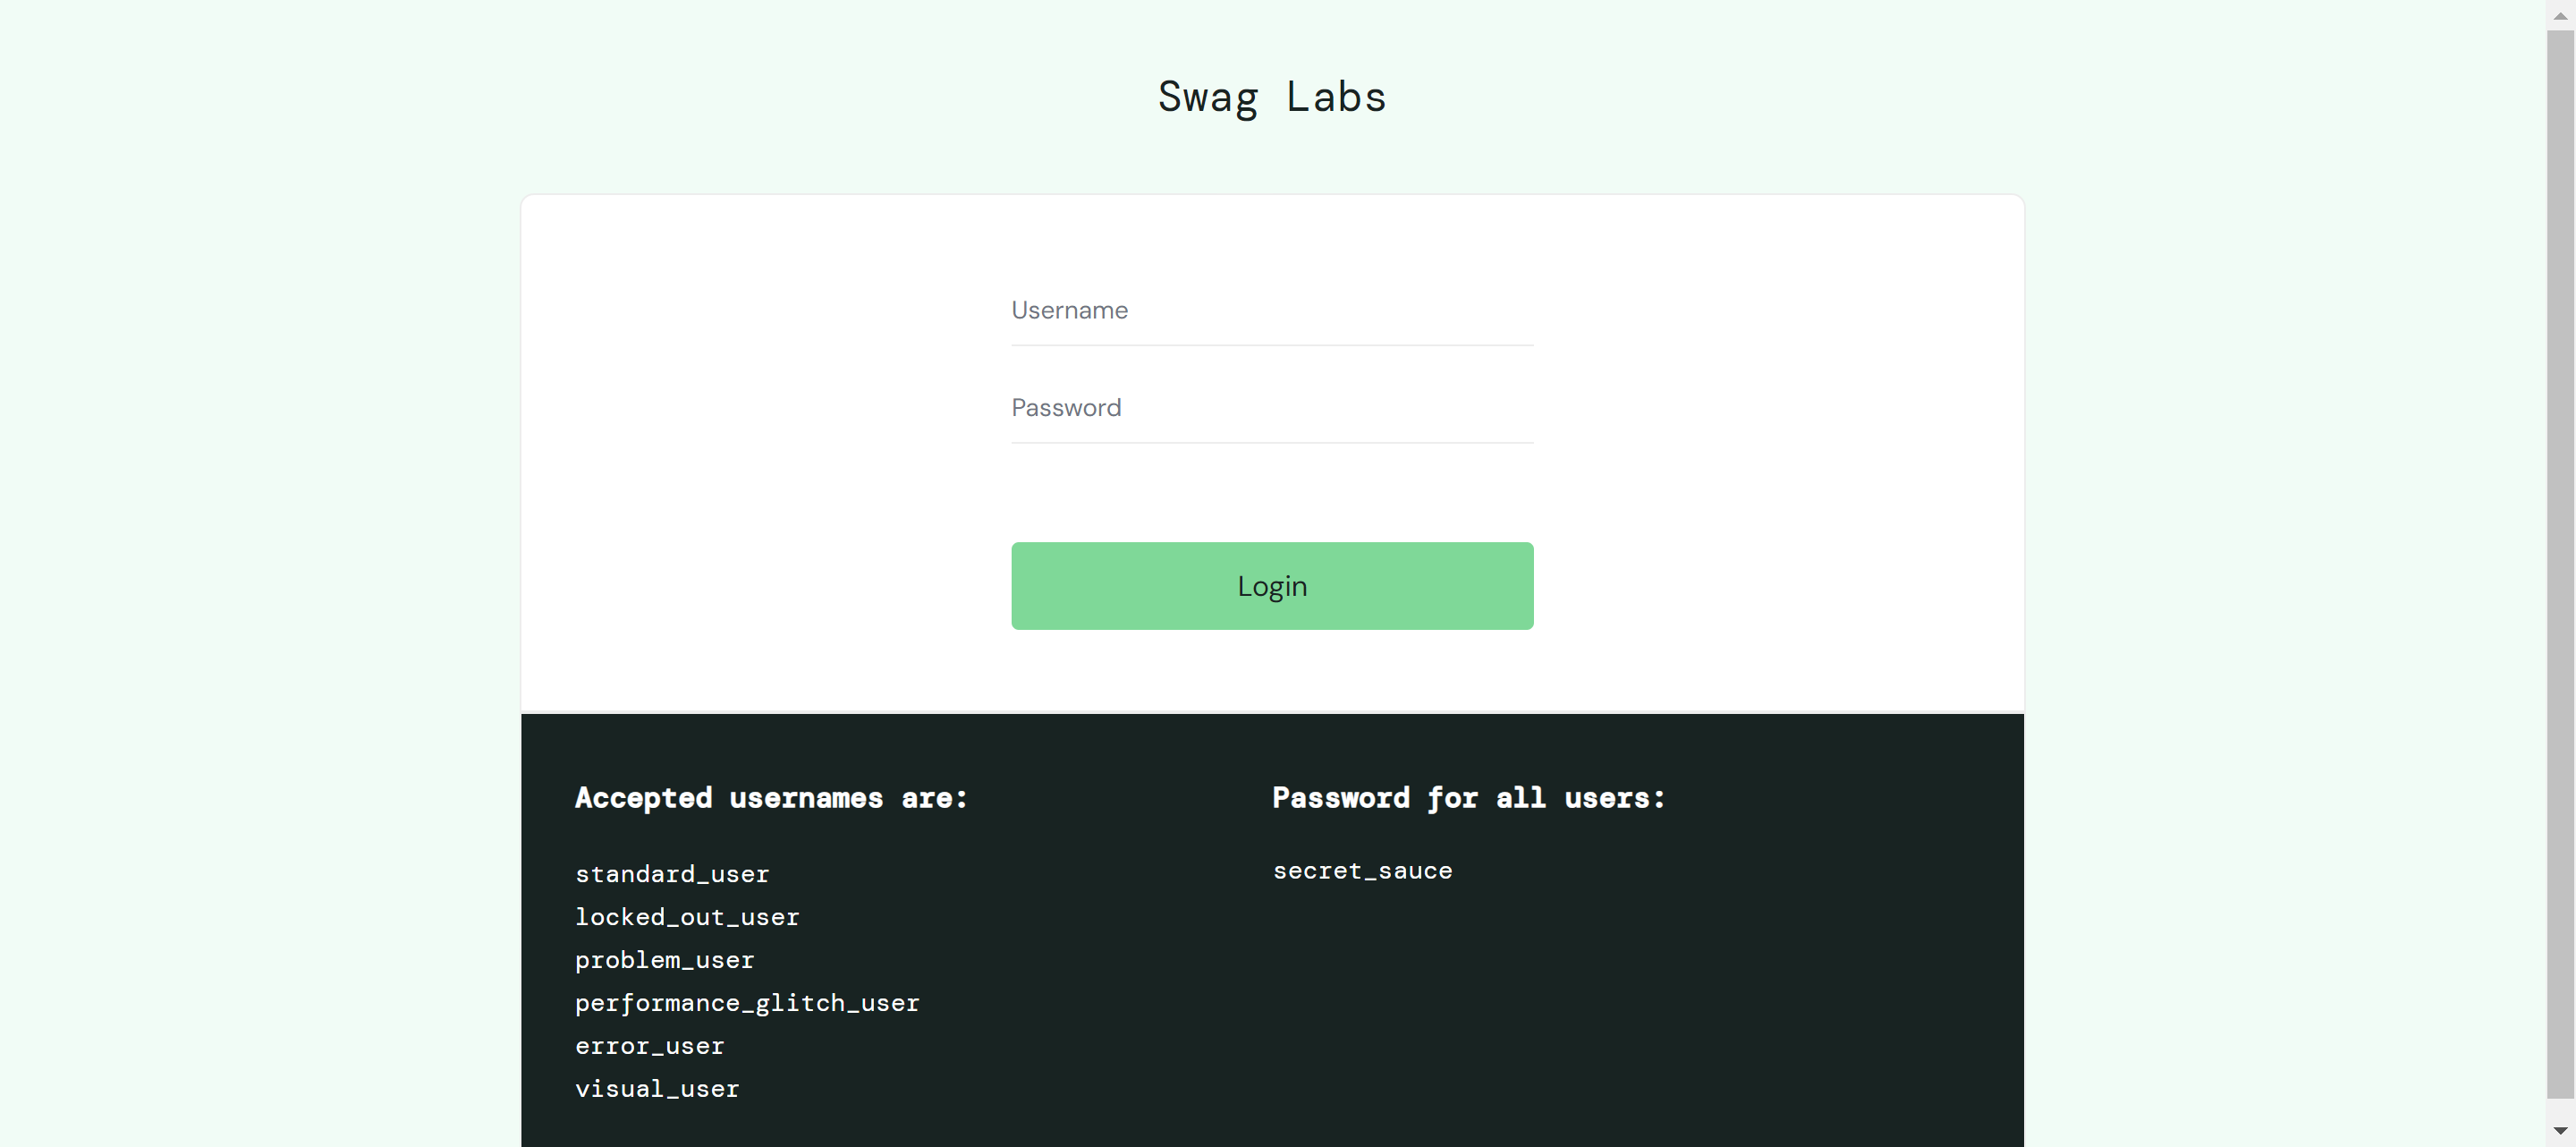 Swag Labs
Username
Password
Login
Accepted usernames are:
standard_user
locked_out_user
problem_user
performance_glitch_user
error_user
visual_user
Password for all users:
secret_sauce